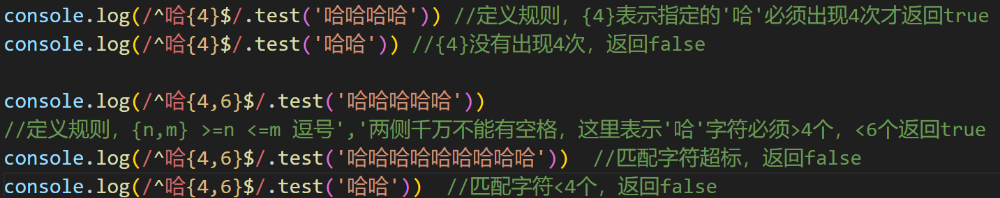 console.log(/^哈{4}$/.test('哈哈哈哈')) //定义规则，{4}表示指定的'哈'必须出现4次才返回true
console.log(/^哈{4}$/.test('哈哈')) //{4}没有出现4次，返回false
console.log(/^哈{4,6}$/.test('哈哈哈哈哈'))
//定义规则，{n,m} >=n <=m 逗号','两侧千万不能有空格，这里表示'哈'字符必须>4个，<6个返回true
console.log(/^哈{4,6}$/.test('哈哈哈哈哈哈哈哈哈'))  //匹配字符超标，返回false
console.log(/^哈{4,6}$/.test('哈哈'))  //匹配字符<4个，返回false